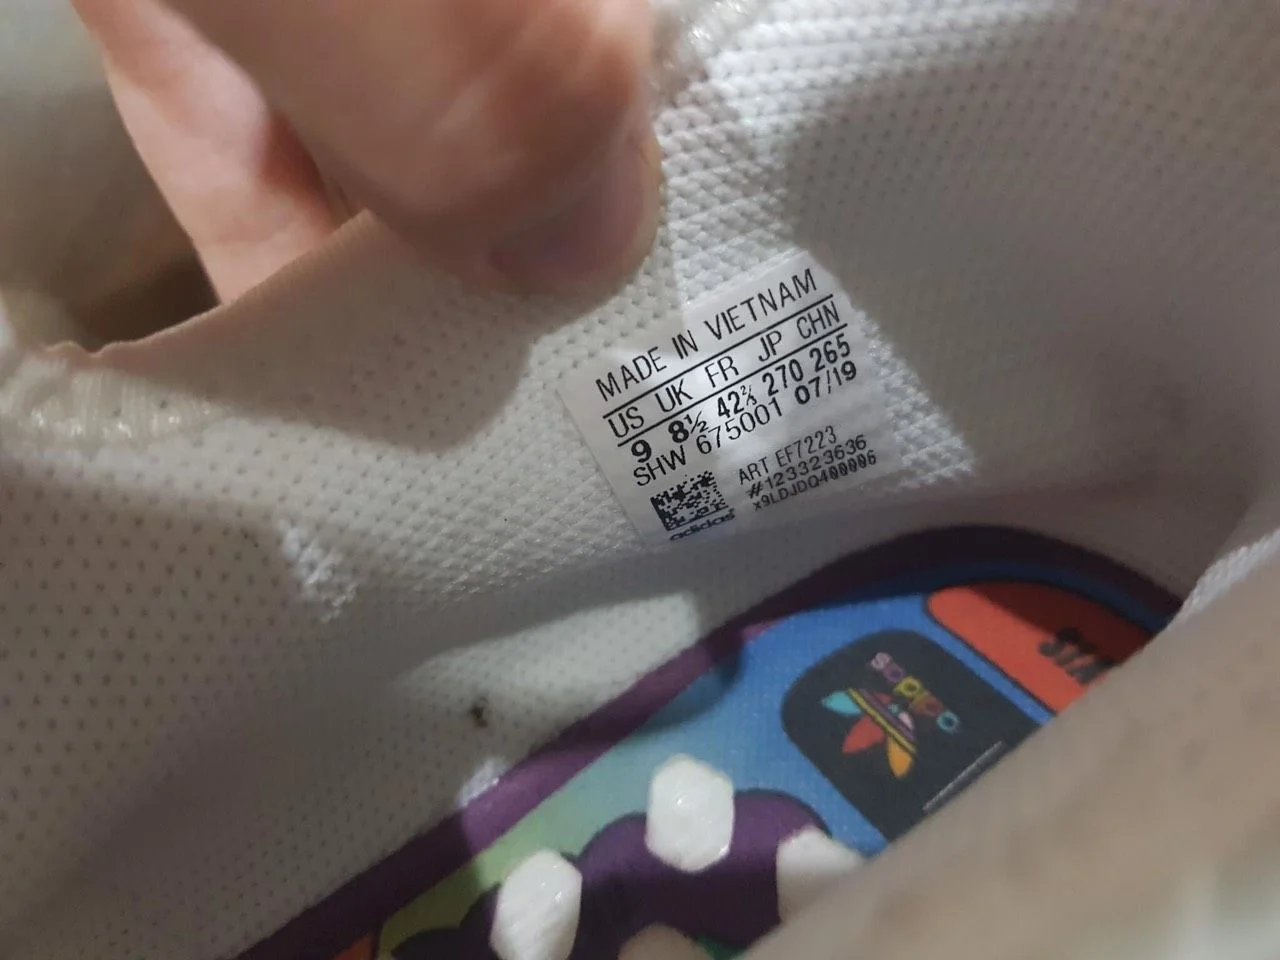 MADE IN VIETNAM
US UK FR JP CHN
9 8½ 42⅔ 270 265
SHW 675001 07/19
ART EF7223
#123323636
x9LDJDQ400006
adidas